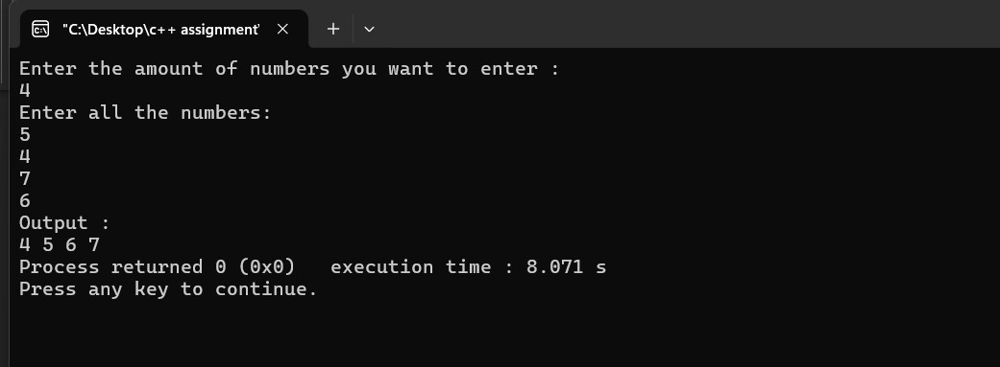 "C:\Desktop\c++ assignment'
Enter the amount of numbers you want to enter :
4
Enter all the numbers:
5
4
7
6
Output :
4 5 6 7
Process returned 0 (0x0)   execution time : 8.071 s
Press any key to continue.